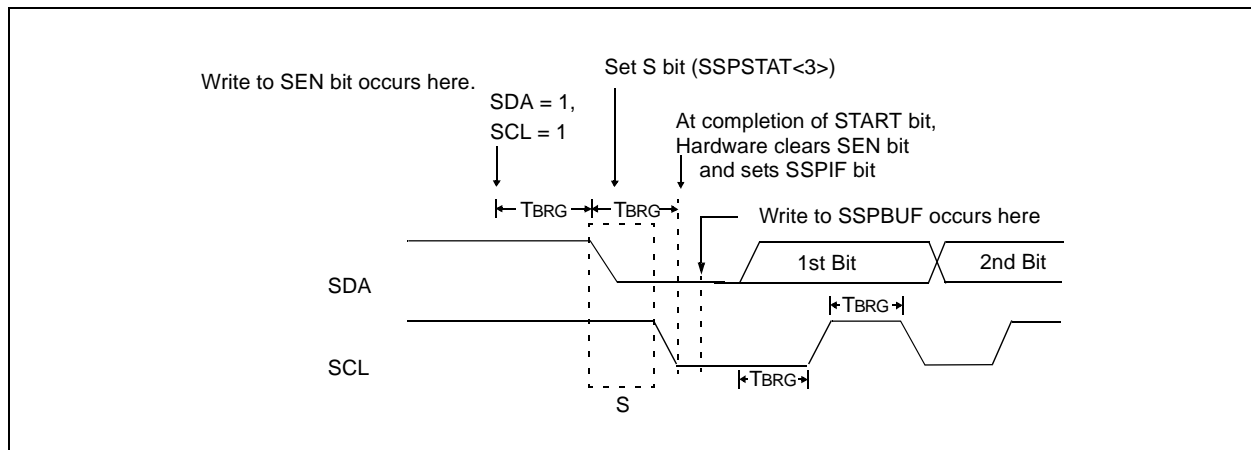 Write to SEN bit occurs here.
Set S bit (SSPSTAT<3>)
SDA = 1,
SCL = 1
At completion of START bit,
Hardware clears SEN bit
and sets SSPIF bit
TBRG
TBRG
Write to SSPBUF occurs here
SDA
1st Bit
2nd Bit
TBRG
SCL
TBRG
S